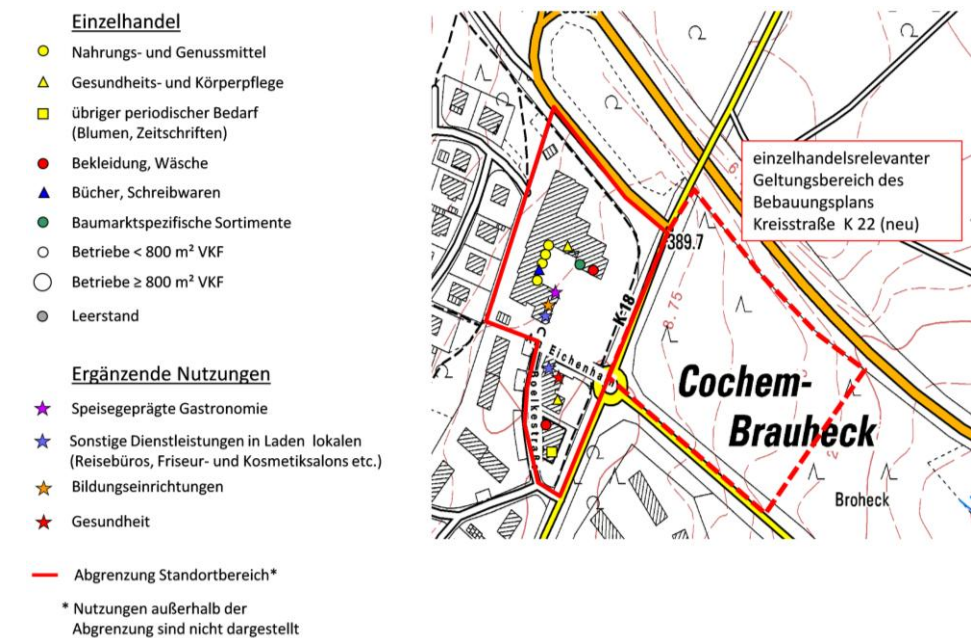 Einzelhandel
Nahrungs- und Genussmittel
Gesundheits- und Körperpflege
übriger periodischer Bedarf
(Blumen, Zeitschriften)
Bekleidung, Wäsche
Bücher, Schreibwaren
Baumarktspezifische Sortimente
Betriebe < 800 m² VKF
Betriebe ≥ 800 m² VKF
Leerstand
Ergänzende Nutzungen
Speisegeprägte Gastronomie
Sonstige Dienstleistungen in Laden lokalen
(Reisebüros, Friseur- und Kosmetiksalons etc.)
Bildungseinrichtungen
Gesundheit
Abgrenzung Standortbereich*
* Nutzungen außerhalb der
Abgrenzung sind nicht dargestellt
einzelhandelsrelevanter
Geltungsbereich des
Bebauungsplans
Kreisstraße K 22 (neu)
389.7
K-18
8.75
Eichenhain
Cochem-
Brauheck
Broheck